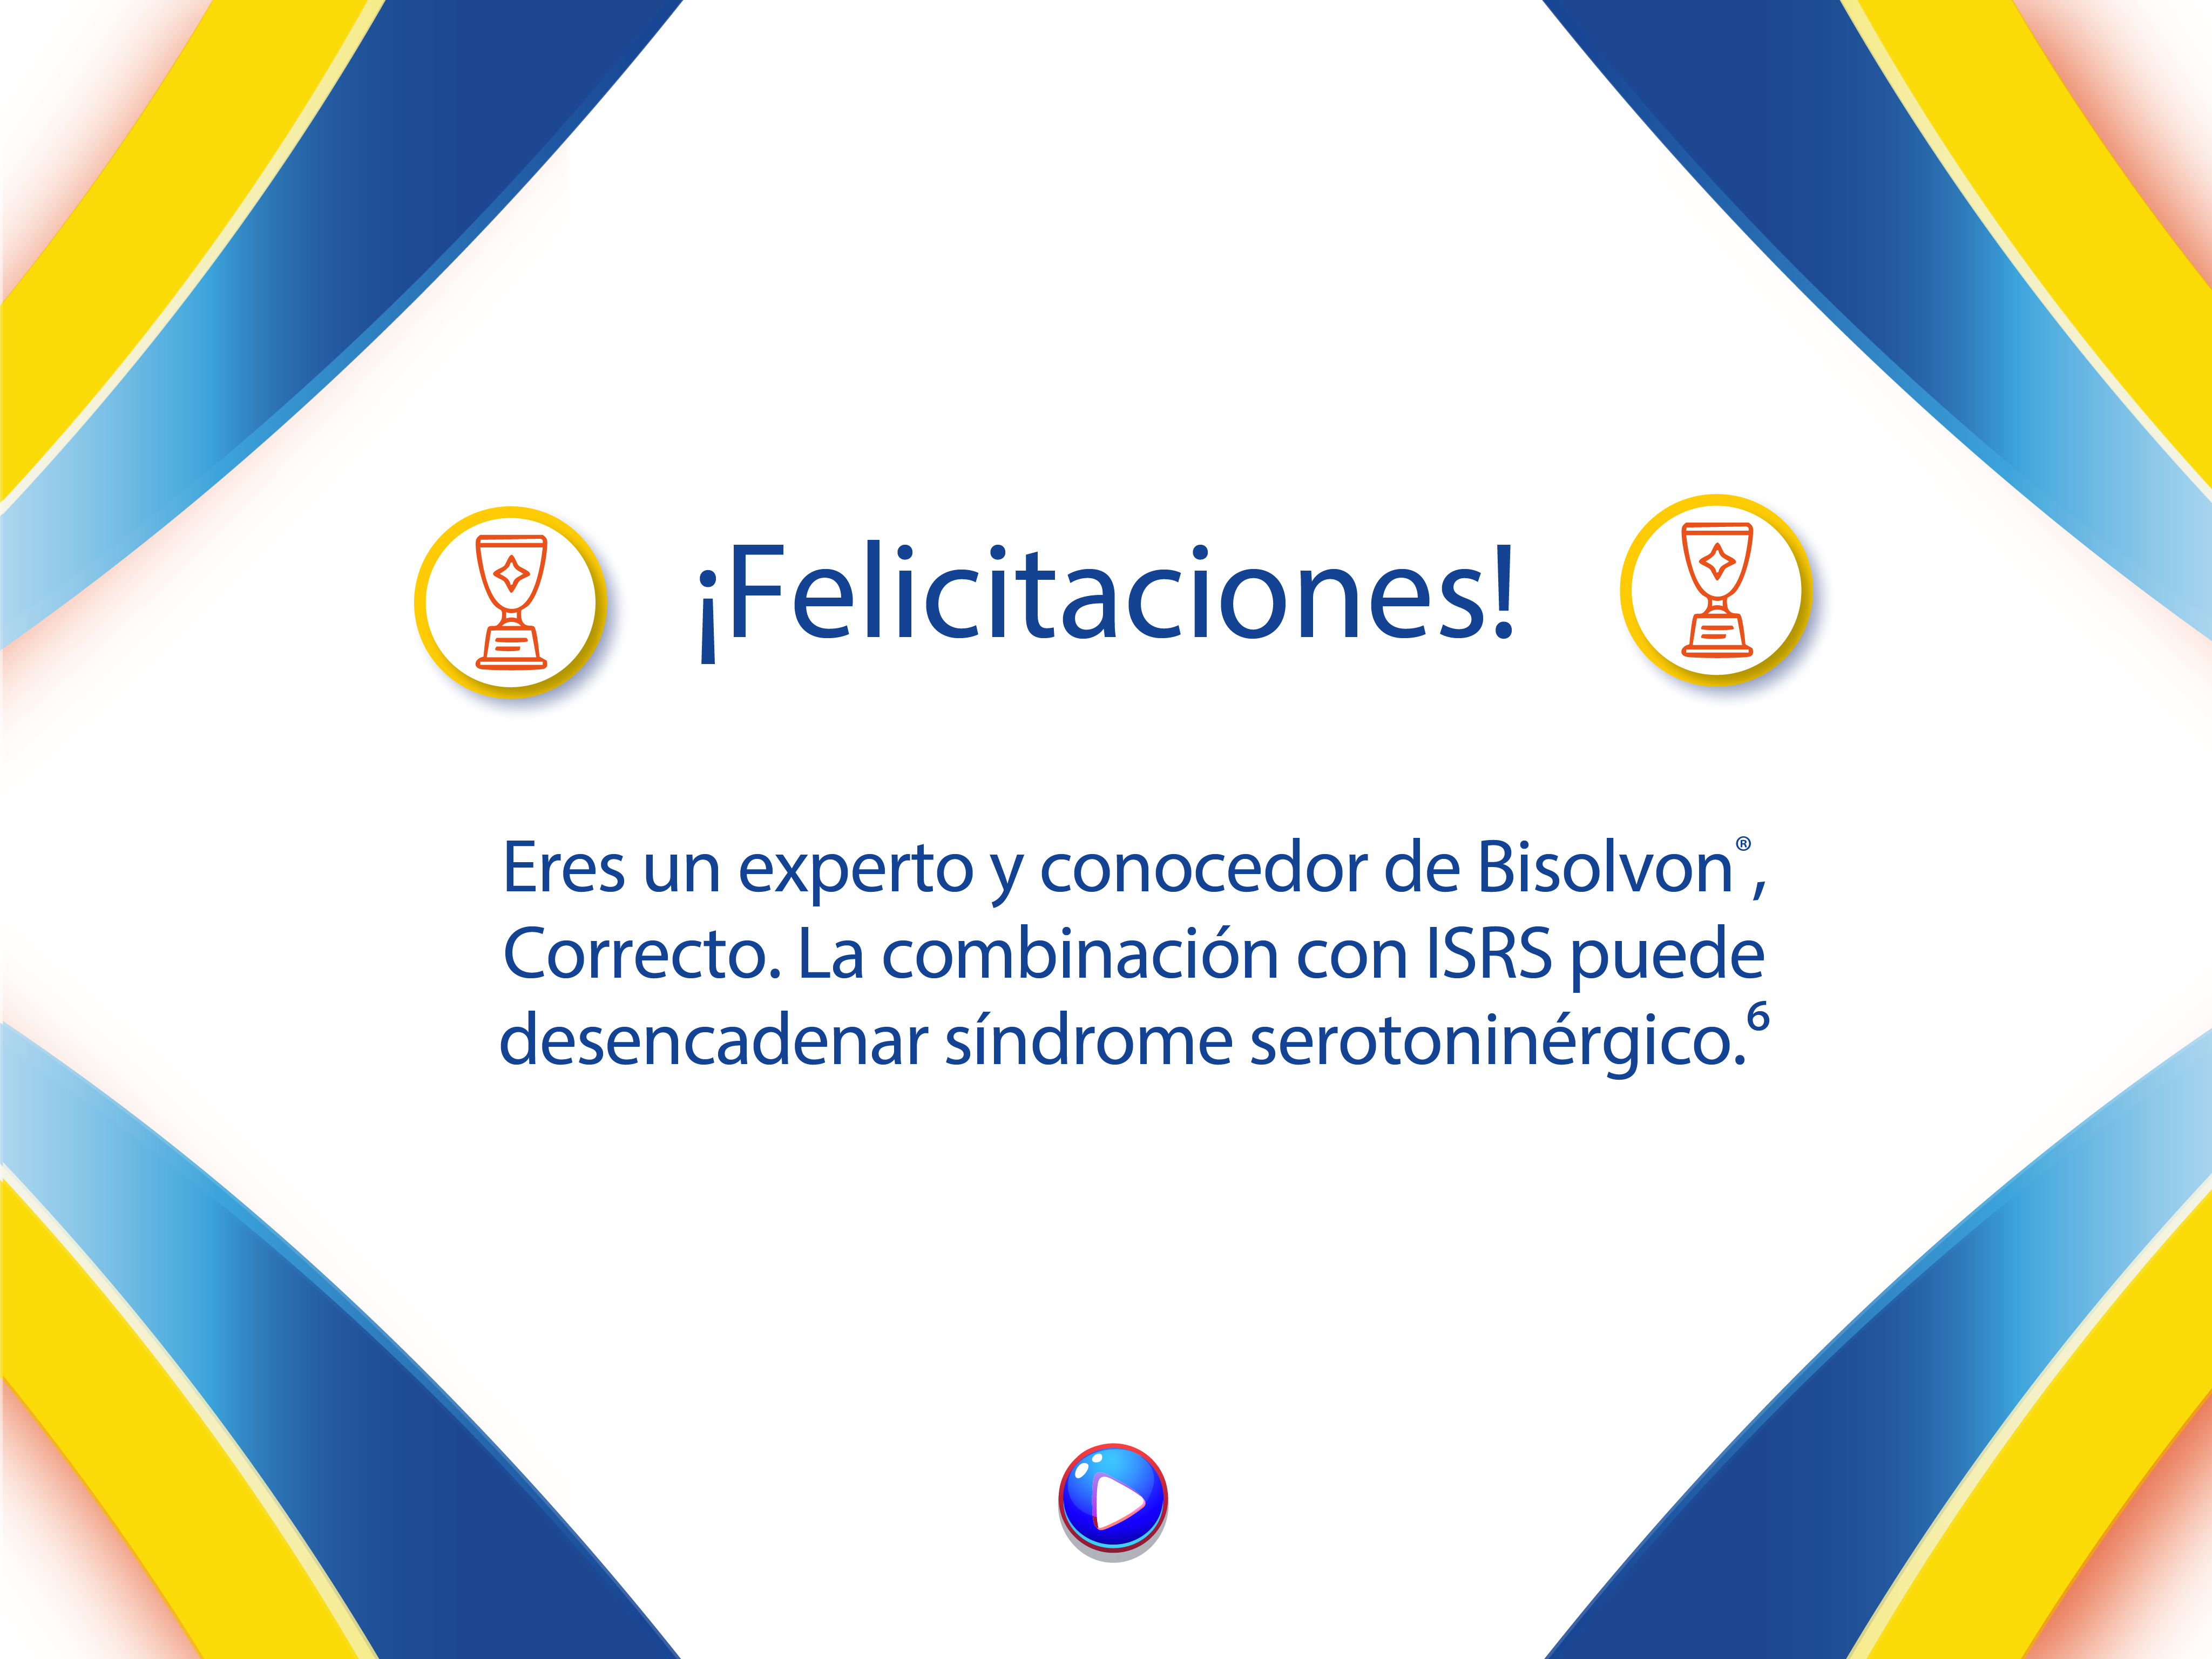 ¡Felicitaciones!
Eres un experto y conocedor de Bisolvon®,
Correcto. La combinación con ISRS puede
desencadenar síndrome serotoninérgico.⁶